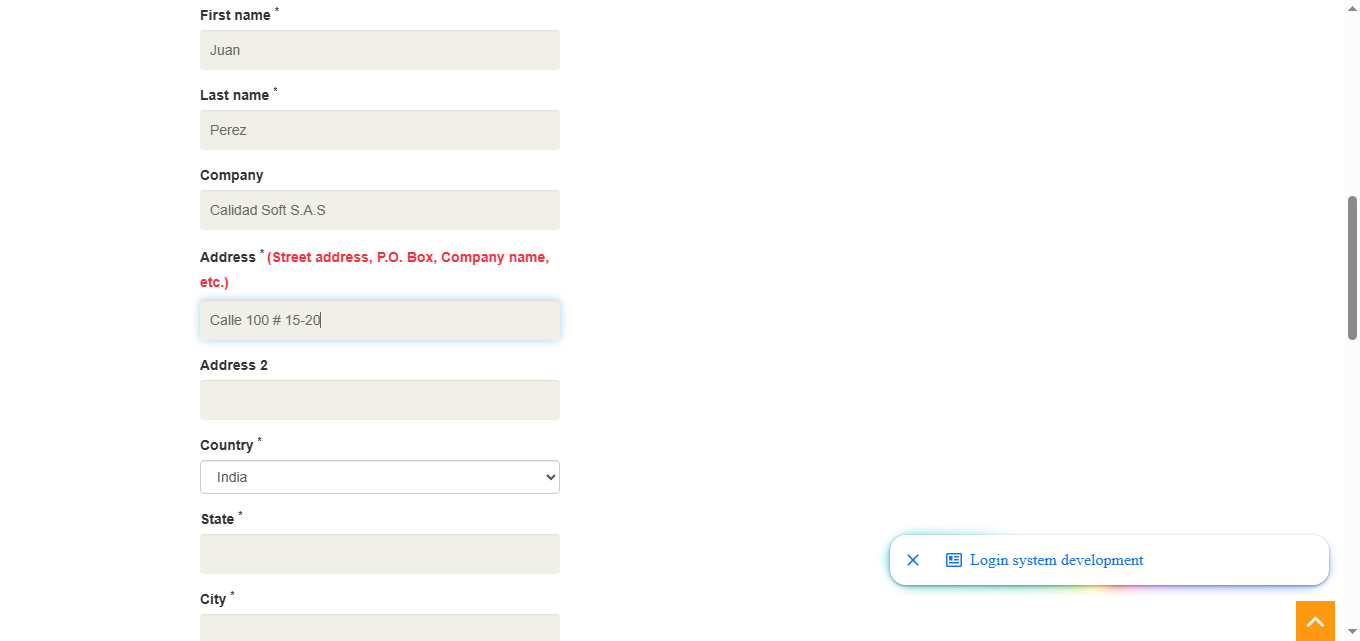 First name *
Juan
Last name *
Perez
Company
Calidad Soft S.A.S
Address * (Street address, P.O. Box, Company name,
etc.)
Calle 100 # 15-20
Address 2
Country *
India
State *
Login system development
City *